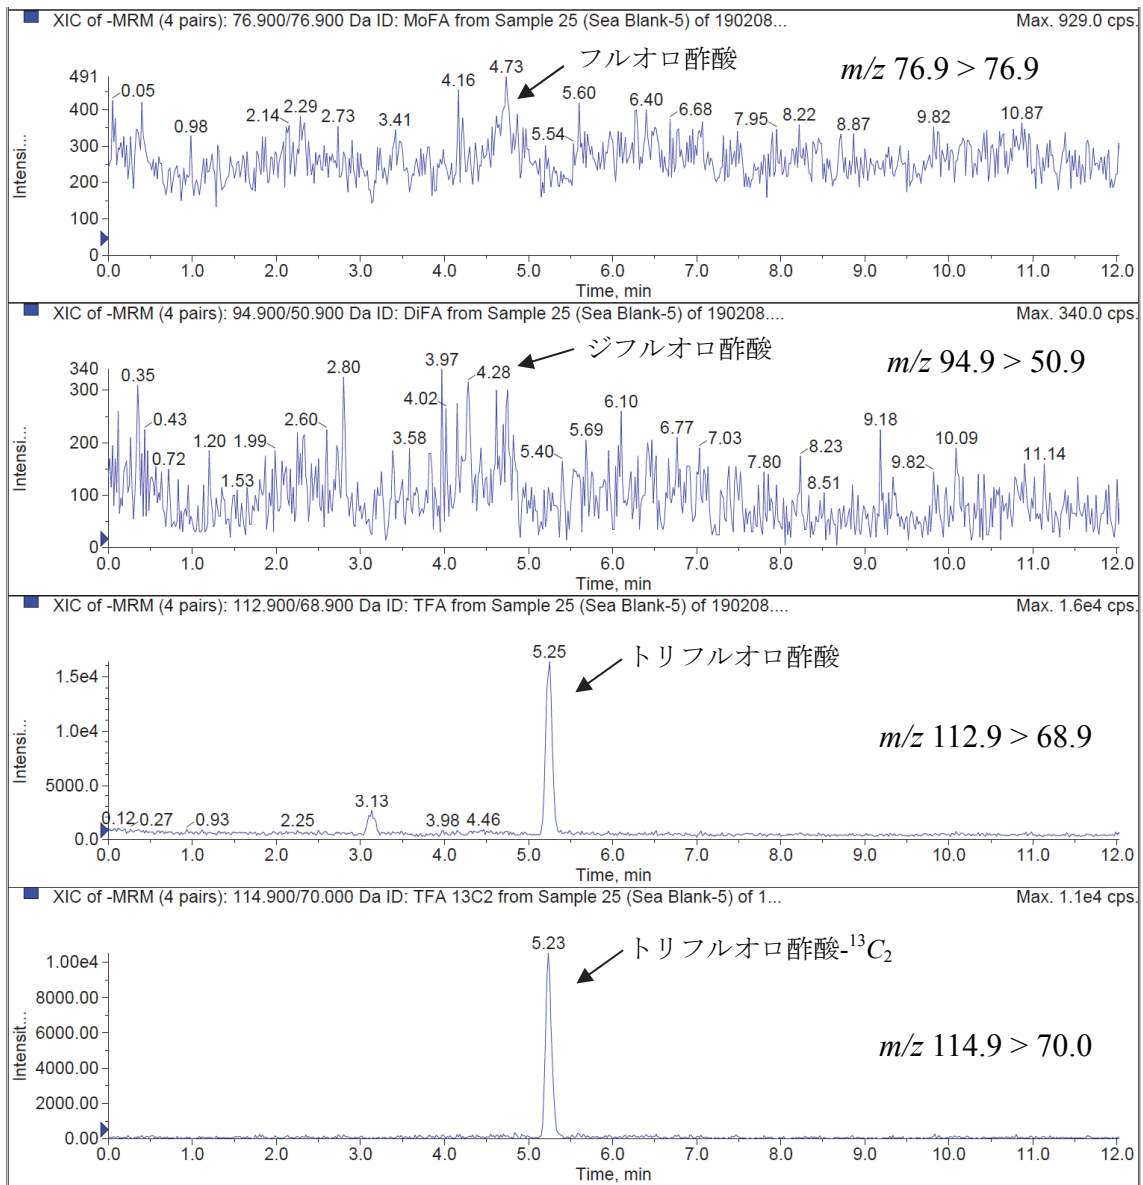 XIC of -MRM (4 pairs): 76.900/76.900 Da ID: MoFA from Sample 25 (Sea Blank-5) of 190208... Max. 929.0 cps.
フルオロ酢酸
m/z 76.9 > 76.9
Intensi...
491
400
300
200
100
0
0.05 0.98 2.14 2.29 2.73 3.41 4.16 4.73 5.54 5.60 6.40 6.68 7.95 8.22 8.87 9.82 10.87
0.0 1.0 2.0 3.0 4.0 5.0 6.0 7.0 8.0 9.0 10.0 11.0 12.0
Time, min
XIC of -MRM (4 pairs): 94.900/50.900 Da ID: DiFA from Sample 25 (Sea Blank-5) of 190208.... Max. 340.0 cps.
ジフルオロ酢酸
m/z 94.9 > 50.9
Intensi...
340
300
200
100
0
0.35 0.43 0.72 1.20 1.53 1.99 2.60 2.80 3.58 3.97 4.02 4.28 5.40 5.69 6.10 6.77 7.03 7.80 8.23 8.51 9.18 9.82 10.09 11.14
0.0 1.0 2.0 3.0 4.0 5.0 6.0 7.0 8.0 9.0 10.0 11.0 12.0
Time, min
XIC of -MRM (4 pairs): 112.900/68.900 Da ID: TFA from Sample 25 (Sea Blank-5) of 190208.... Max. 1.6e4 cps.
トリフルオロ酢酸
m/z 112.9 > 68.9
Intensi...
1.5e4
1.0e4
5000.0
0.0
0.12 0.27 0.93 2.25 3.13 3.98 4.46 5.25
0.0 1.0 2.0 3.0 4.0 5.0 6.0 7.0 8.0 9.0 10.0 11.0 12.0
Time, min
XIC of -MRM (4 pairs): 114.900/70.000 Da ID: TFA 13C2 from Sample 25 (Sea Blank-5) of 1... Max. 1.1e4 cps.
トリフルオロ酢酸-¹³C₂
m/z 114.9 > 70.0
Intensit...
1.00e4
8000.00
6000.00
4000.00
2000.00
0.00
5.23
0.0 1.0 2.0 3.0 4.0 5.0 6.0 7.0 8.0 9.0 10.0 11.0 12.0
Time, min